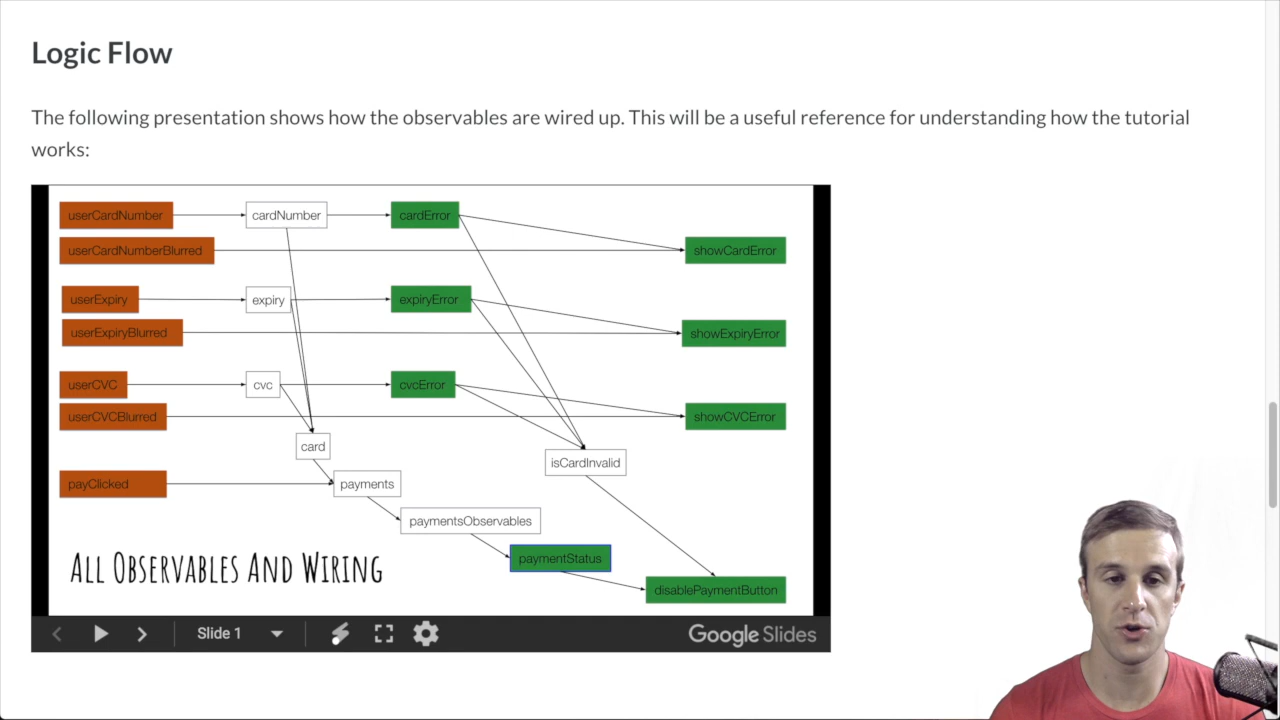 Logic Flow
The following presentation shows how the observables are wired up. This will be a useful reference for understanding how the tutorial
works:
userCardNumber
cardNumber
cardError
userCardNumberBlurred
showCardError
userExpiry
expiry
expiryError
userExpiryBlurred
showExpiryError
userCVC
cvc
cvcError
userCVCBlurred
showCVCError
card
isCardInvalid
payClicked
payments
paymentsObservables
paymentStatus
ALL OBSERVABLES AND WIRING
disablePaymentButton
Slide 1
Google Slides